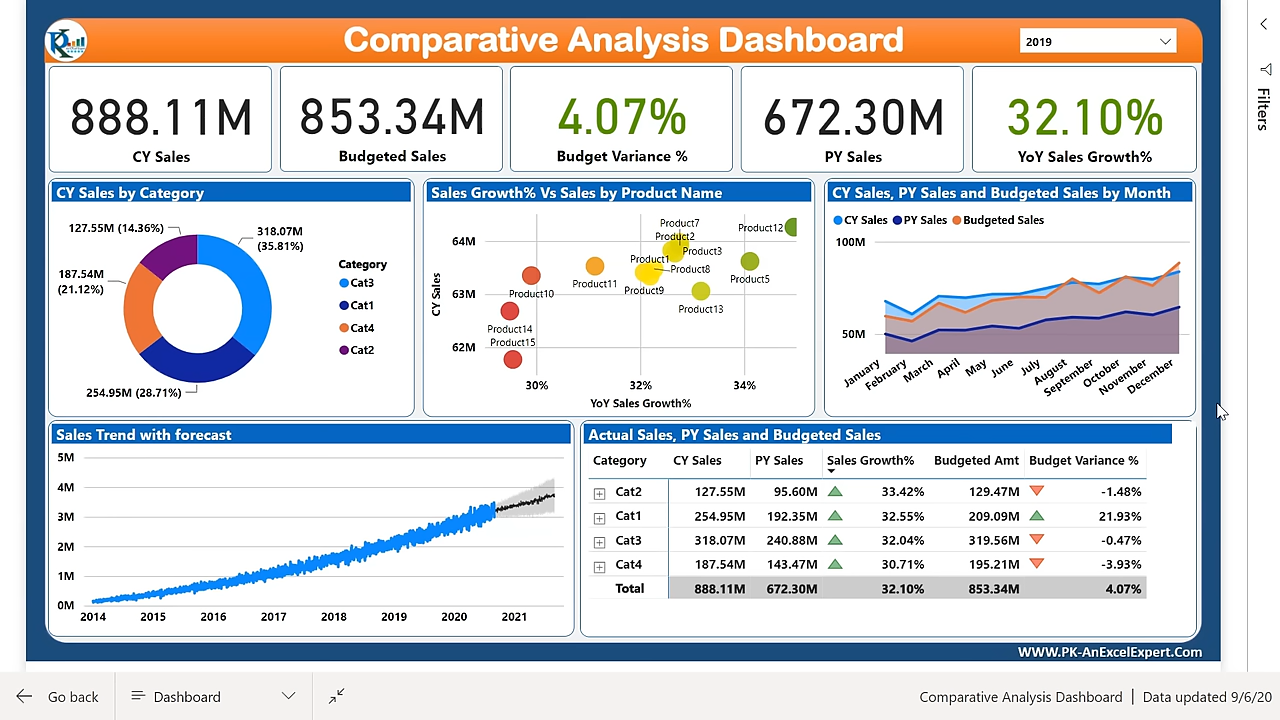 Comparative Analysis Dashboard
2019
888.11M
CY Sales
853.34M
Budgeted Sales
4.07%
Budget Variance %
672.30M
PY Sales
32.10%
YoY Sales Growth%
Filters
CY Sales by Category
127.55M (14.36%)
318.07M
(35.81%)
187.54M
(21.12%)
254.95M (28.71%)
Category
Cat3
Cat1
Cat4
Cat2
Sales Growth% Vs Sales by Product Name
CY Sales
64M
63M
62M
Product7
Product2
Product12
Product3
Product1
Product8
Product5
Product11
Product9
Product10
Product13
Product14
Product15
30%
32%
34%
YoY Sales Growth%
CY Sales, PY Sales and Budgeted Sales by Month
CY Sales PY Sales Budgeted Sales
100M
50M
January February March April May June July August September October November December
Sales Trend with forecast
5M
4M
3M
2M
1M
0M
2014 2015 2016 2017 2018 2019 2020 2021
Actual Sales, PY Sales and Budgeted Sales
Category CY Sales PY Sales Sales Growth% Budgeted Amt Budget Variance %
Cat2 127.55M 95.60M 33.42% 129.47M -1.48%
Cat1 254.95M 192.35M 32.55% 209.09M 21.93%
Cat3 318.07M 240.88M 32.04% 319.56M -0.47%
Cat4 187.54M 143.47M 30.71% 195.21M -3.93%
Total 888.11M 672.30M 32.10% 853.34M 4.07%
WWW.PK-AnExcelExpert.Com
Go back
Dashboard
Comparative Analysis Dashboard | Data updated 9/6/20